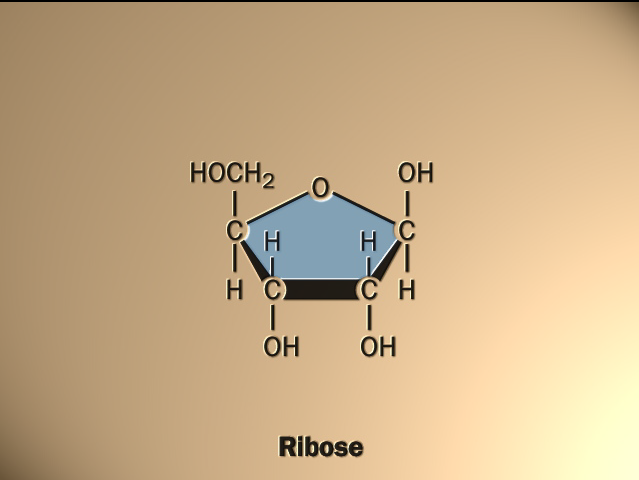 HOCH₂ OH
O
C C
H H
H C C H
OH OH
Ribose